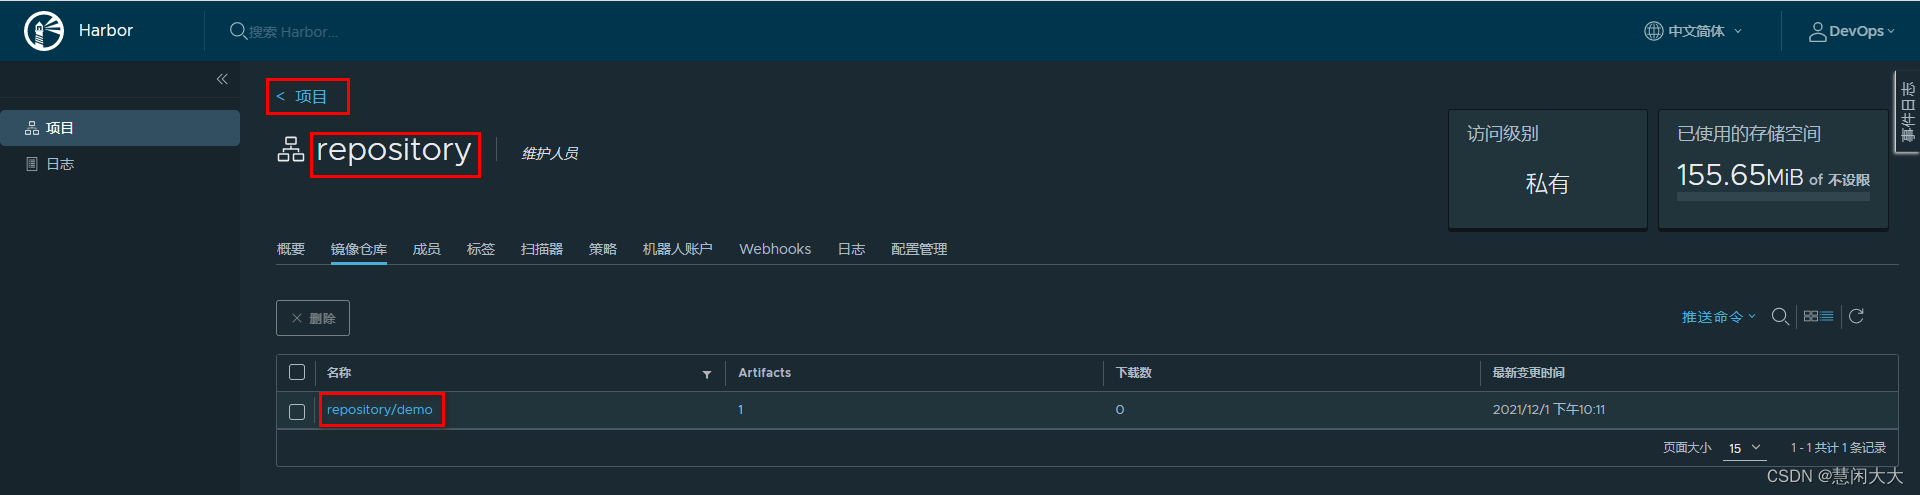 Harbor
搜索 Harbor...
中文简体
DevOps
< 项目
项目
日志
repository
维护人员
访问级别
私有
已使用的存储空间
155.65MiB of 不设限
事件日志
概要 镜像仓库 成员 标签 扫描器 策略 机器人账户 Webhooks 日志 配置管理
删除
推送命令
名称 Artifacts 下载数 最新变更时间
repository/demo 1 0 2021/12/1 下午10:11
页面大小 15 1 - 1 共计 1 条记录
CSDN @慧闲大大